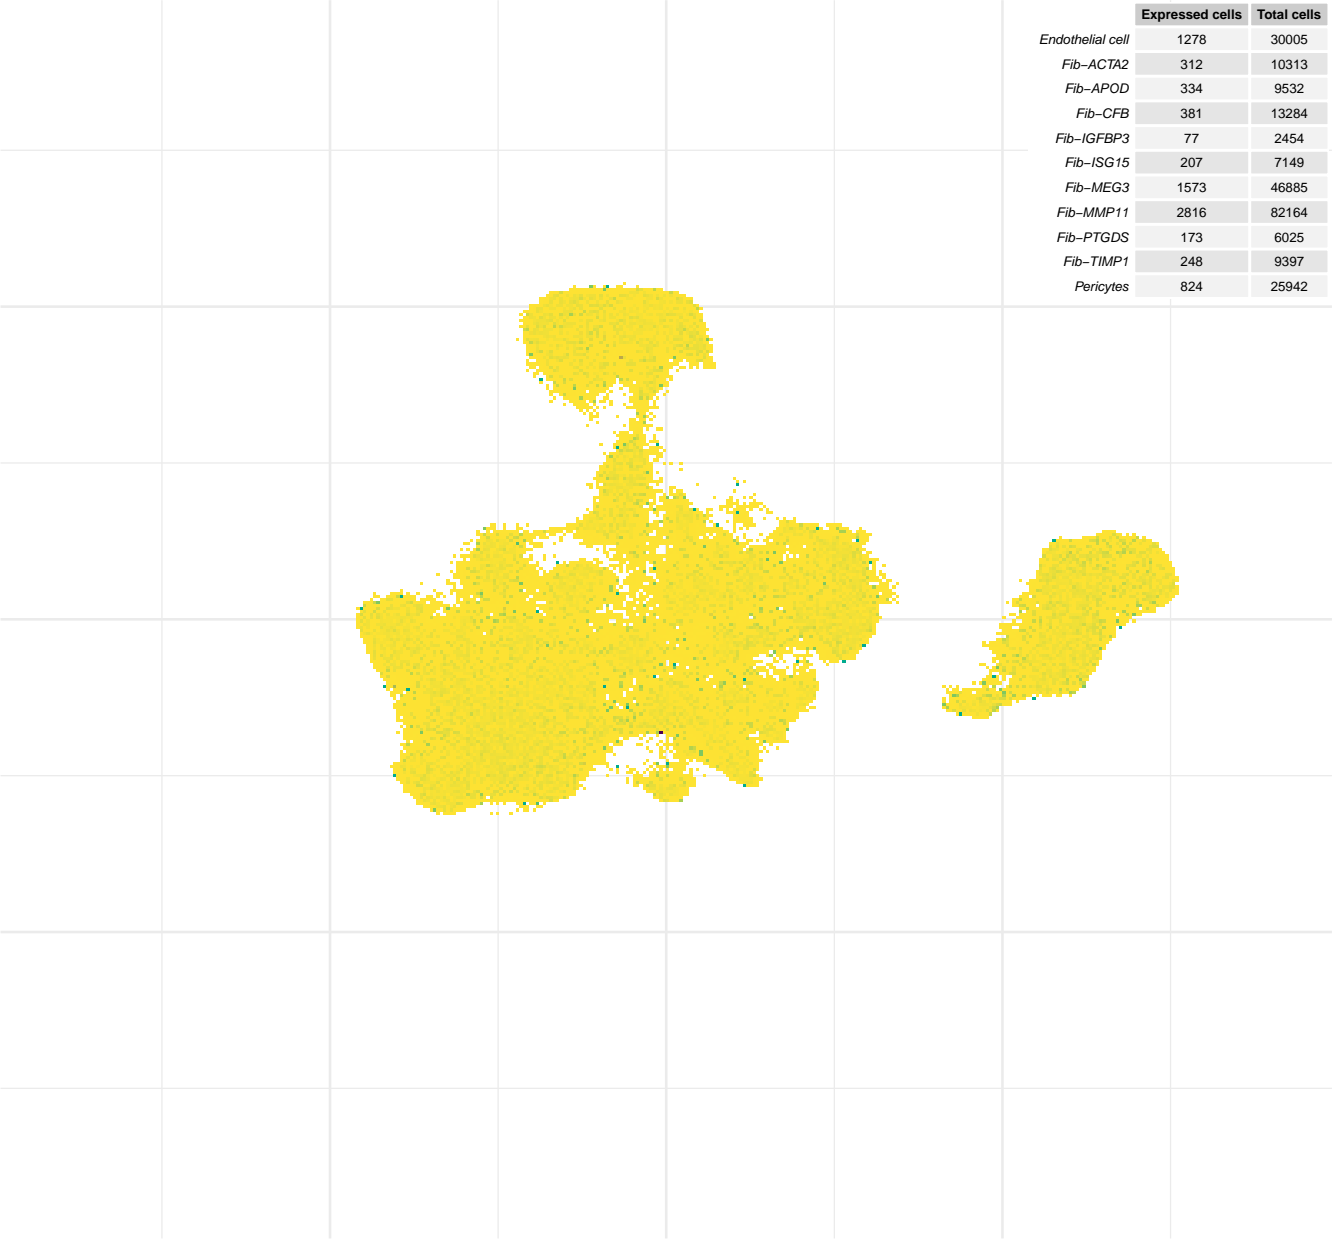 Expressed cells Total cells
Endothelial cell 1278 30005
Fib−ACTA2 312 10313
Fib−APOD 334 9532
Fib−CFB 381 13284
Fib−IGFBP3 77 2454
Fib−ISG15 207 7149
Fib−MEG3 1573 46885
Fib−MMP11 2816 82164
Fib−PTGDS 173 6025
Fib−TIMP1 248 9397
Pericytes 824 25942